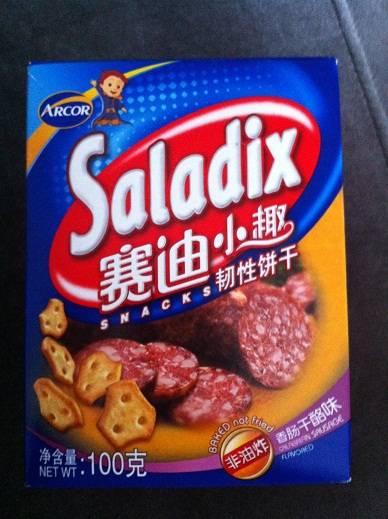 ARCOR
Saladix
赛迪小趣
韧性饼干
SNACKS
BAKED not fried
非油炸
香肠干酪味
SAUSAGE
FLAVORED
净含量
NET WT :100克